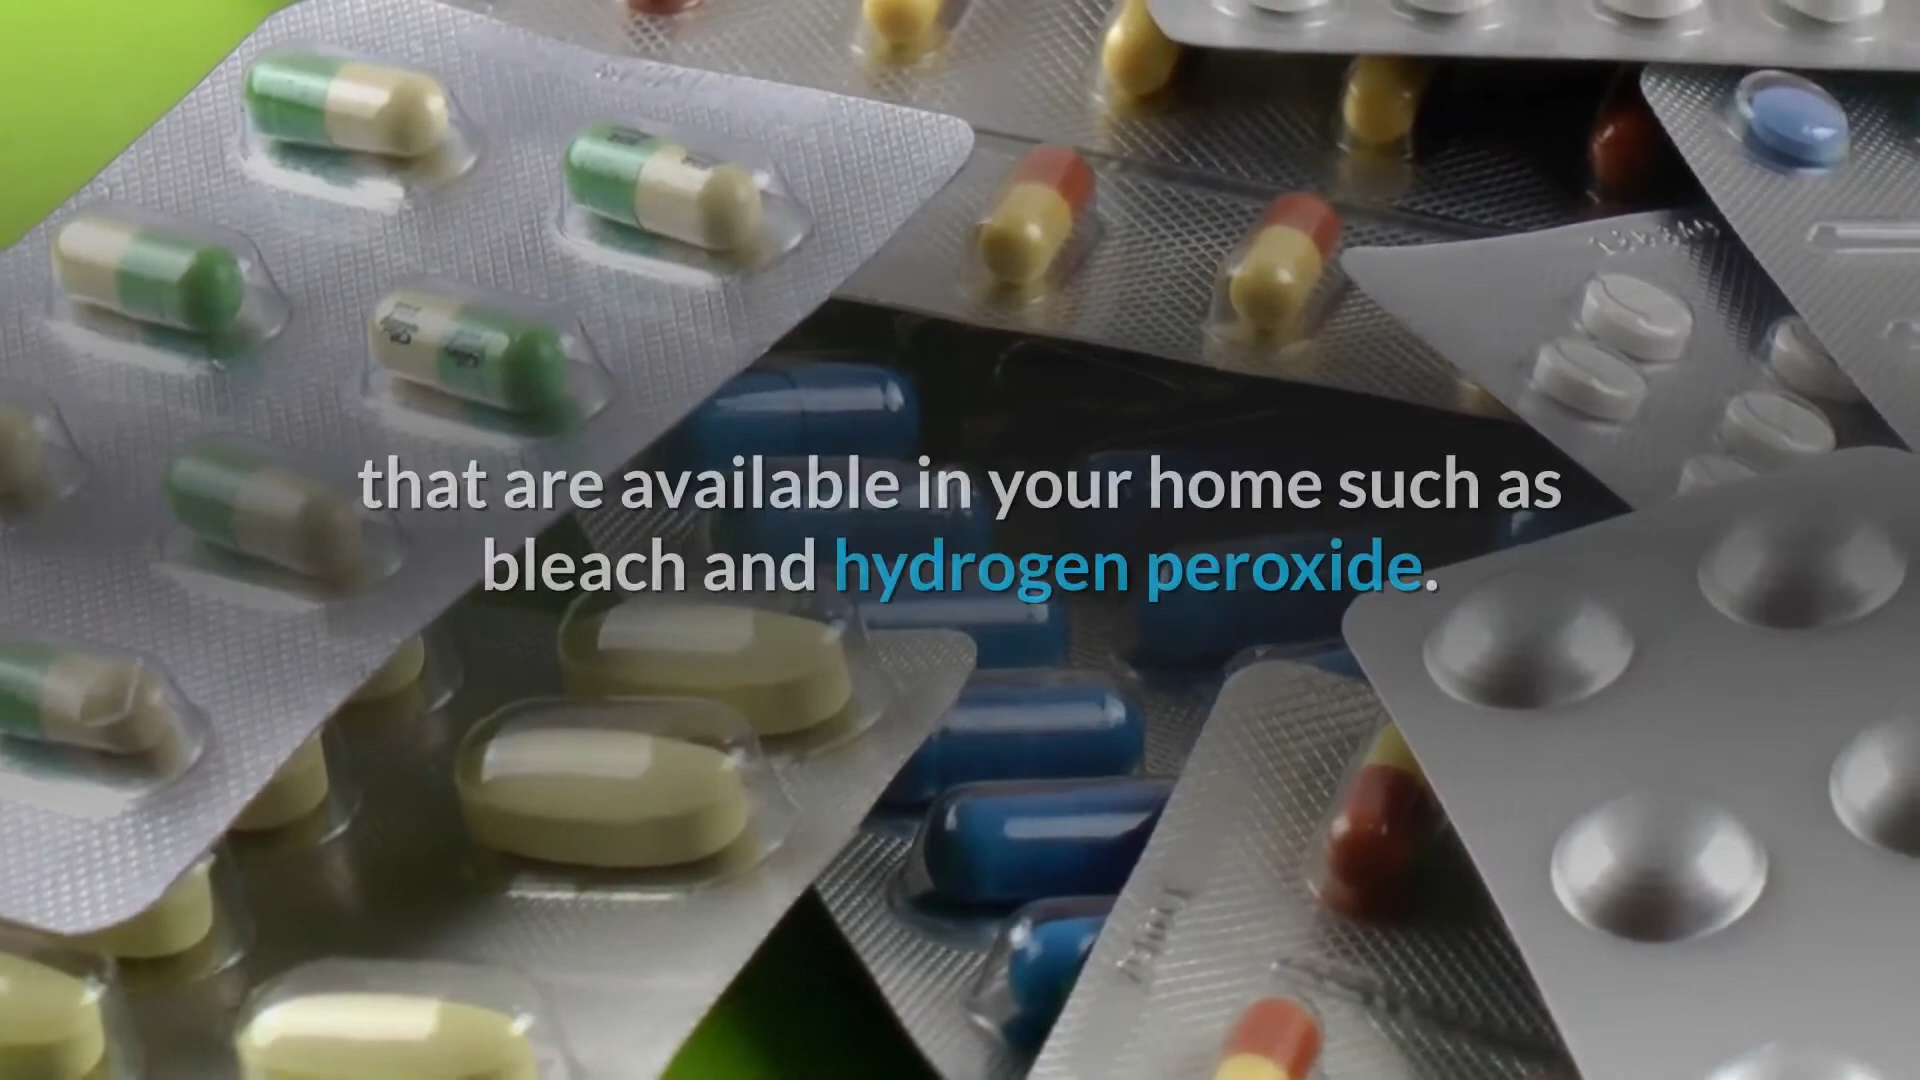 that are available in your home such as
bleach and hydrogen peroxide.